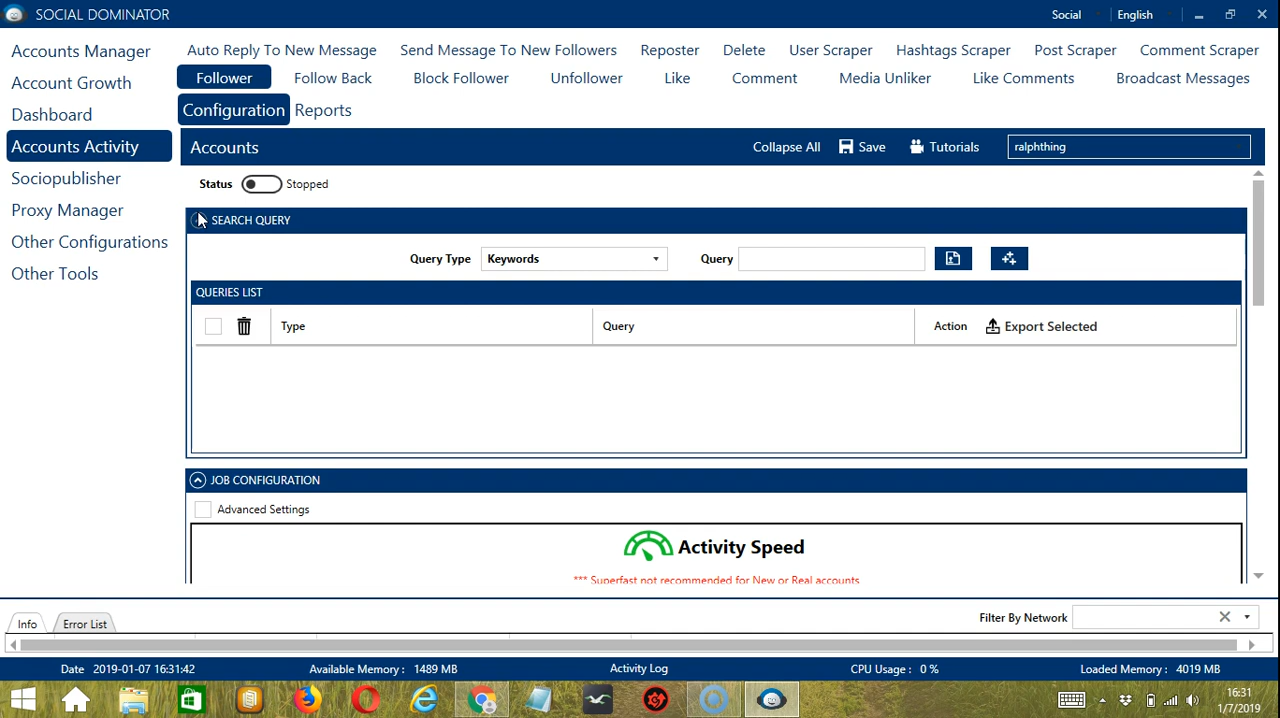 SOCIAL DOMINATOR
Social
English
Accounts Manager
Account Growth
Dashboard
Accounts Activity
Sociopublisher
Proxy Manager
Other Configurations
Other Tools
Auto Reply To New Message
Send Message To New Followers
Reposter
Delete
User Scraper
Hashtags Scraper
Post Scraper
Comment Scraper
Follower
Follow Back
Block Follower
Unfollower
Like
Comment
Media Unliker
Like Comments
Broadcast Messages
Configuration
Reports
Accounts
Collapse All
Save
Tutorials
ralphthing
Status
Stopped
SEARCH QUERY
Query Type
Keywords
Query
QUERIES LIST
Type
Query
Action
Export Selected
JOB CONFIGURATION
Advanced Settings
Activity Speed
*** Superfast not recommended for New or Real accounts
Info
Error List
Filter By Network
Date 2019-01-07 16:31:42
Available Memory : 1489 MB
Activity Log
CPU Usage : 0 %
Loaded Memory : 4019 MB
16:31
1/7/2019